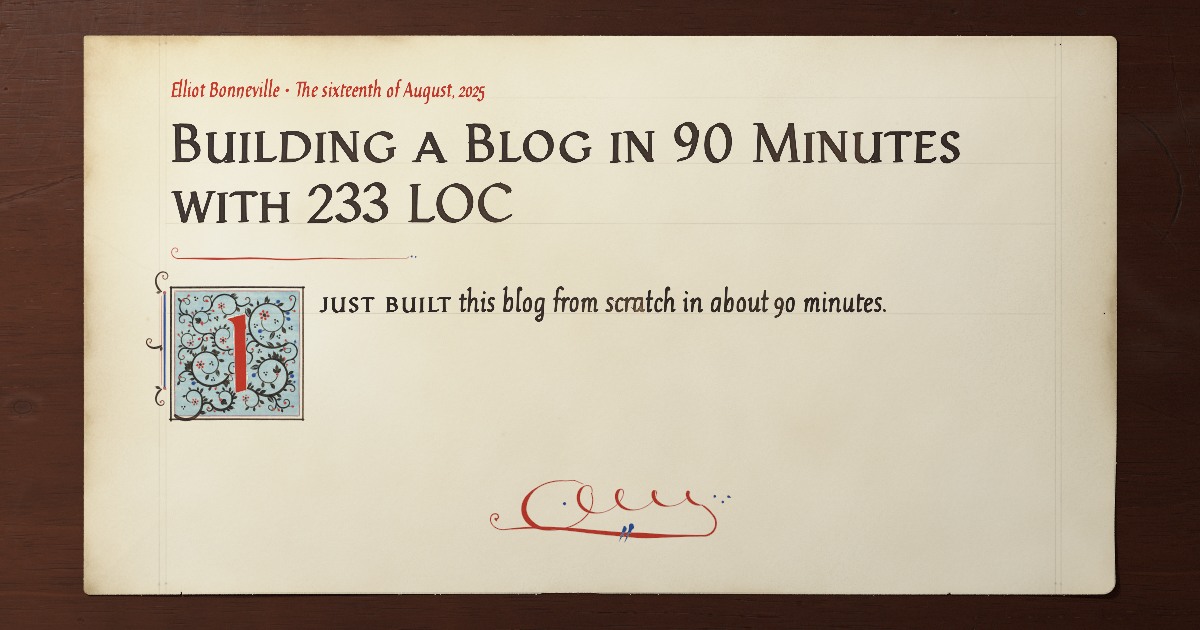 Elliot Bonneville • The sixteenth of August, 2025
Building a Blog in 90 Minutes
with 233 LOC
I just built this blog from scratch in about 90 minutes.